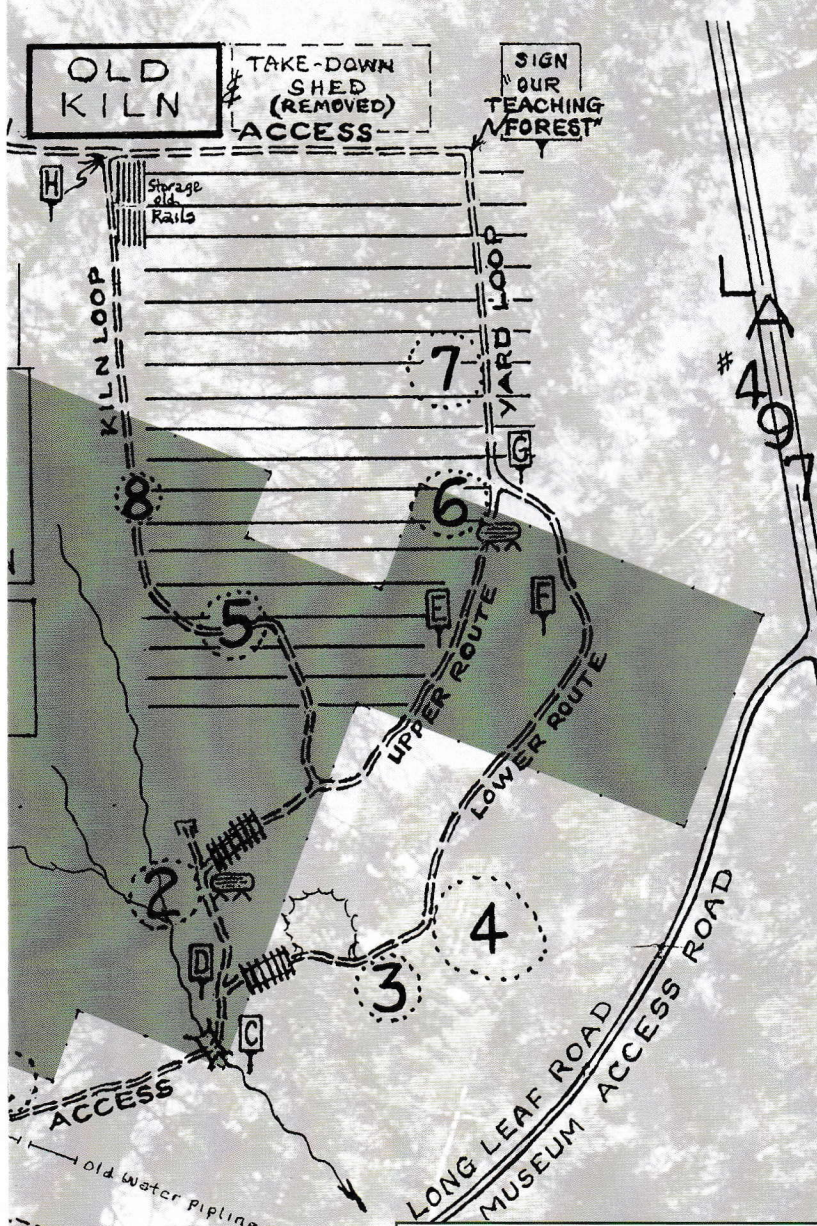 OLD
KILN
TAKE-DOWN
SHED
(REMOVED)
SIGN
"OUR
TEACHING
FOREST"
ACCESS
H
Storage
old
Rails
KILN LOOP
YARD LOOP
LA #497
7
G
8
6
E
F
5
UPPER ROUTE
LOWER ROUTE
2
4
D
3
C
ACCESS
LONG LEAF ROAD
MUSEUM ACCESS ROAD
Old Water Pipline